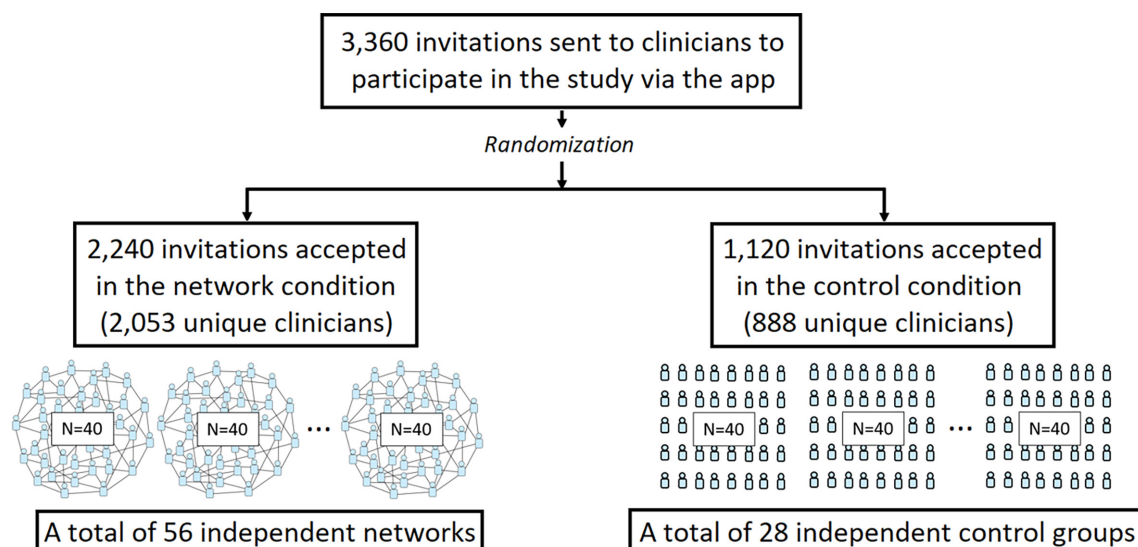 3,360 invitations sent to clinicians to
participate in the study via the app
Randomization
2,240 invitations accepted
in the network condition
(2,053 unique clinicians)
1,120 invitations accepted
in the control condition
(888 unique clinicians)
N=40
N=40
...
N=40
N=40
N=40
...
N=40
A total of 56 independent networks
A total of 28 independent control groups